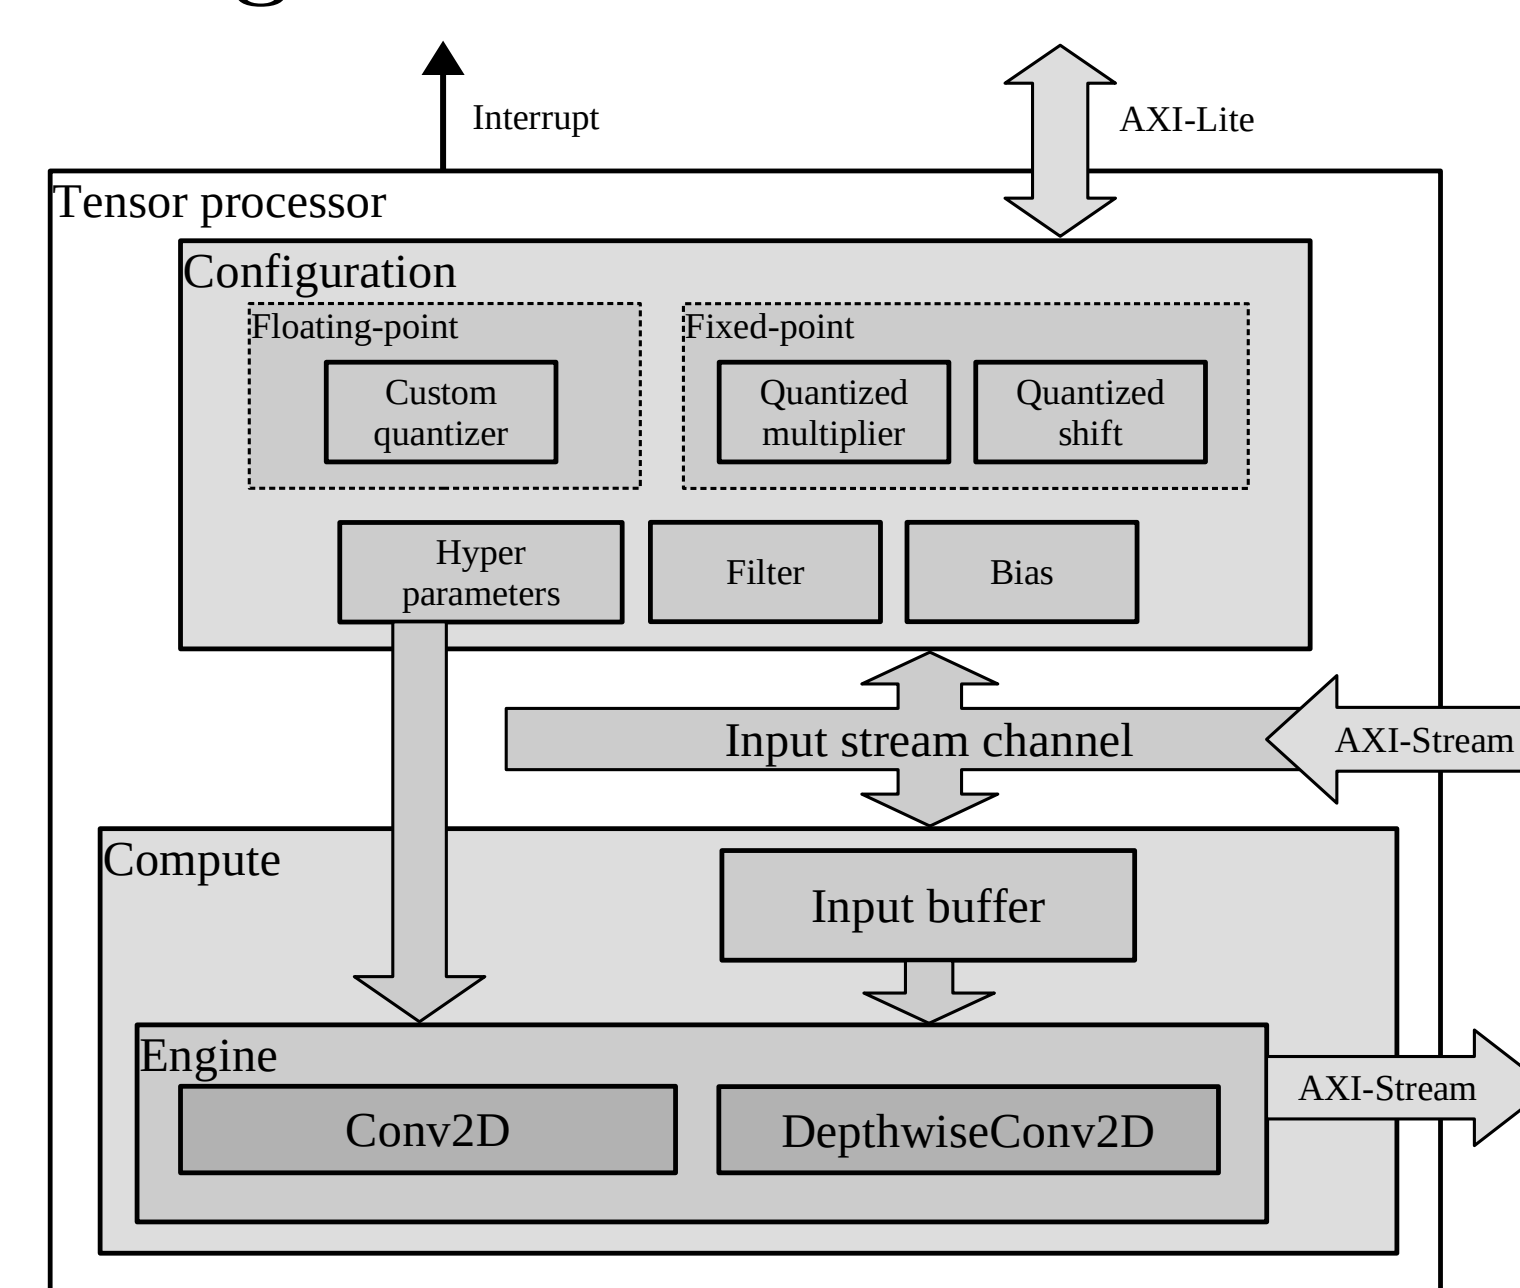 Interrupt
AXI-Lite
Tensor processor
Configuration
Floating-point
Custom
quantizer
Fixed-point
Quantized
multiplier
Quantized
shift
Hyper
parameters
Filter
Bias
Input stream channel
AXI-Stream
Compute
Input buffer
Engine
Conv2D
DepthwiseConv2D
AXI-Stream